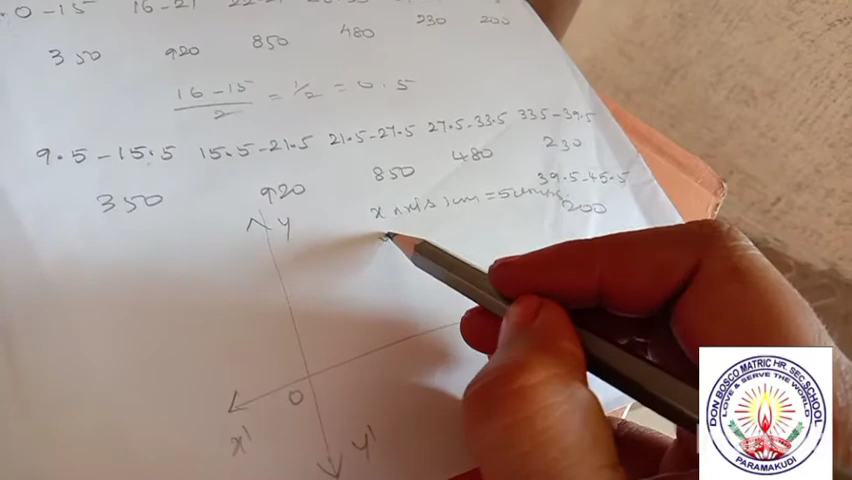 0-15 16-21
350 920 850 480 230 200
16-15/2 = 1/2 = 0.5
9.5-15.5 15.5-21.5 21.5-27.5 27.5-33.5 33.5-39.5
350 920 850 480 230
39.5-45.5
200
x axis 1cm = 5 units
Y
O
X'
Y'
DON BOSCO MATRIC HR. SEC SCHOOL
LOVE & SERVE THE WORLD
PARAMAKUDI